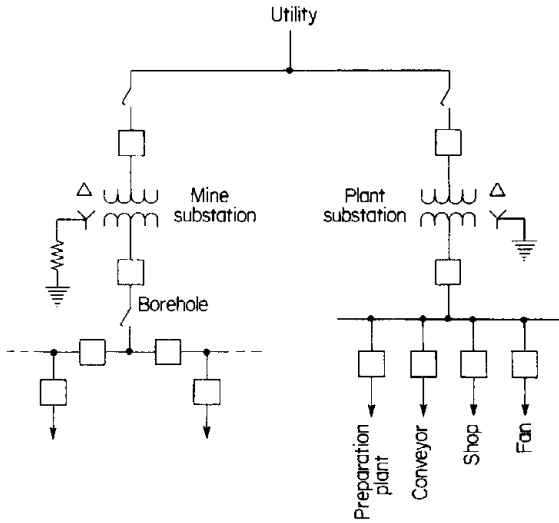 Utility
Mine
substation
Plant
substation
Borehole
Preparation
plant
Conveyor
Shop
Fan